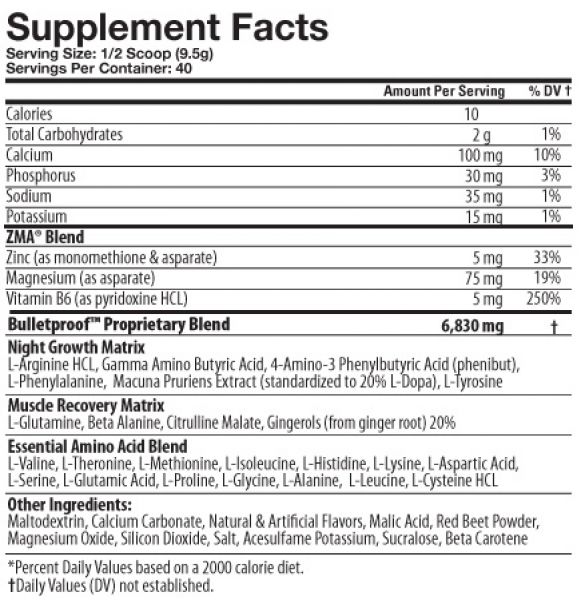 Supplement Facts
Serving Size: 1/2 Scoop (9.5g)
Servings Per Container: 40
Amount Per Serving % DV †
Calories 10
Total Carbohydrates 2 g 1%
Calcium 100 mg 10%
Phosphorus 30 mg 3%
Sodium 35 mg 1%
Potassium 15 mg 1%
ZMA® Blend
Zinc (as monomethione & asparate) 5 mg 33%
Magnesium (as asparate) 75 mg 19%
Vitamin B6 (as pyridoxine HCL) 5 mg 250%
Bulletproof™ Proprietary Blend 6,830 mg †
Night Growth Matrix
L-Arginine HCL, Gamma Amino Butyric Acid, 4-Amino-3 Phenylbutyric Acid (phenibut),
L-Phenylalanine, Macuna Pruriens Extract (standardized to 20% L-Dopa), L-Tyrosine
Muscle Recovery Matrix
L-Glutamine, Beta Alanine, Citrulline Malate, Gingerols (from ginger root) 20%
Essential Amino Acid Blend
L-Valine, L-Theronine, L-Methionine, L-Isoleucine, L-Histidine, L-Lysine, L-Aspartic Acid,
L-Serine, L-Glutamic Acid, L-Proline, L-Glycine, L-Alanine, L-Leucine, L-Cysteine HCL
Other Ingredients:
Maltodextrin, Calcium Carbonate, Natural & Artificial Flavors, Malic Acid, Red Beet Powder,
Magnesium Oxide, Silicon Dioxide, Salt, Acesulfame Potassium, Sucralose, Beta Carotene
*Percent Daily Values based on a 2000 calorie diet.
†Daily Values (DV) not established.